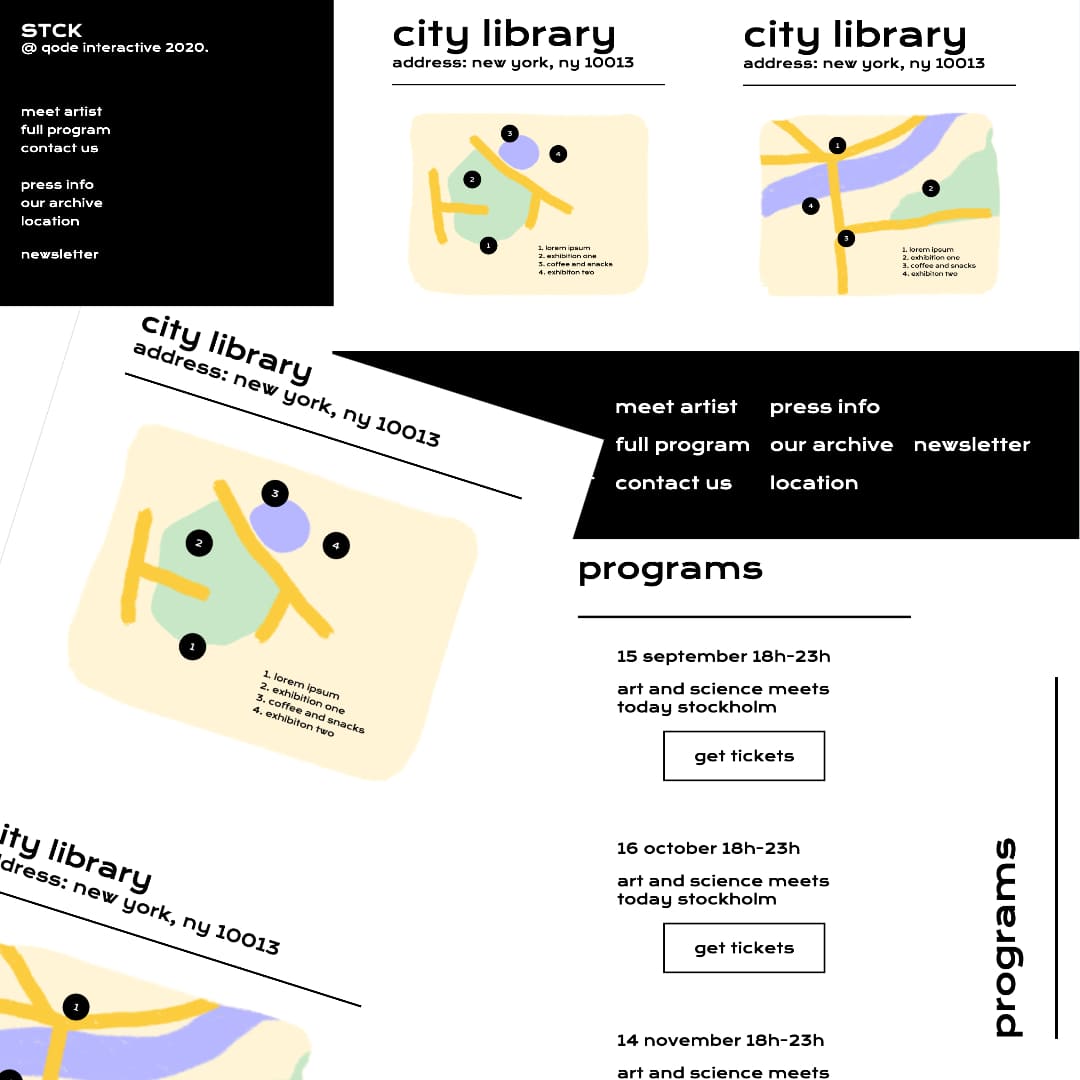 STCK
@ qode interactive 2020.
meet artist
full program
contact us
press info
our archive
location
newsletter
city library
address: new york, ny 10013
3
4
2
1
1. lorem ipsum
2. exhibition one
3. coffee and snacks
4. exhibiton two
city library
address: new york, ny 10013
1
2
4
3
1. lorem ipsum
2. exhibition one
3. coffee and snacks
4. exhibiton two
city library
address: new york, ny 10013
3
2
4
1
1. lorem ipsum
2. exhibition one
3. coffee and snacks
4. exhibiton two
meet artist press info
full program our archive newsletter
contact us location
programs
15 september 18h-23h
art and science meets
today stockholm
get tickets
16 october 18h-23h
art and science meets
today stockholm
get tickets
14 november 18h-23h
art and science meets
programs
ity library
dress: new york, ny 10013
1